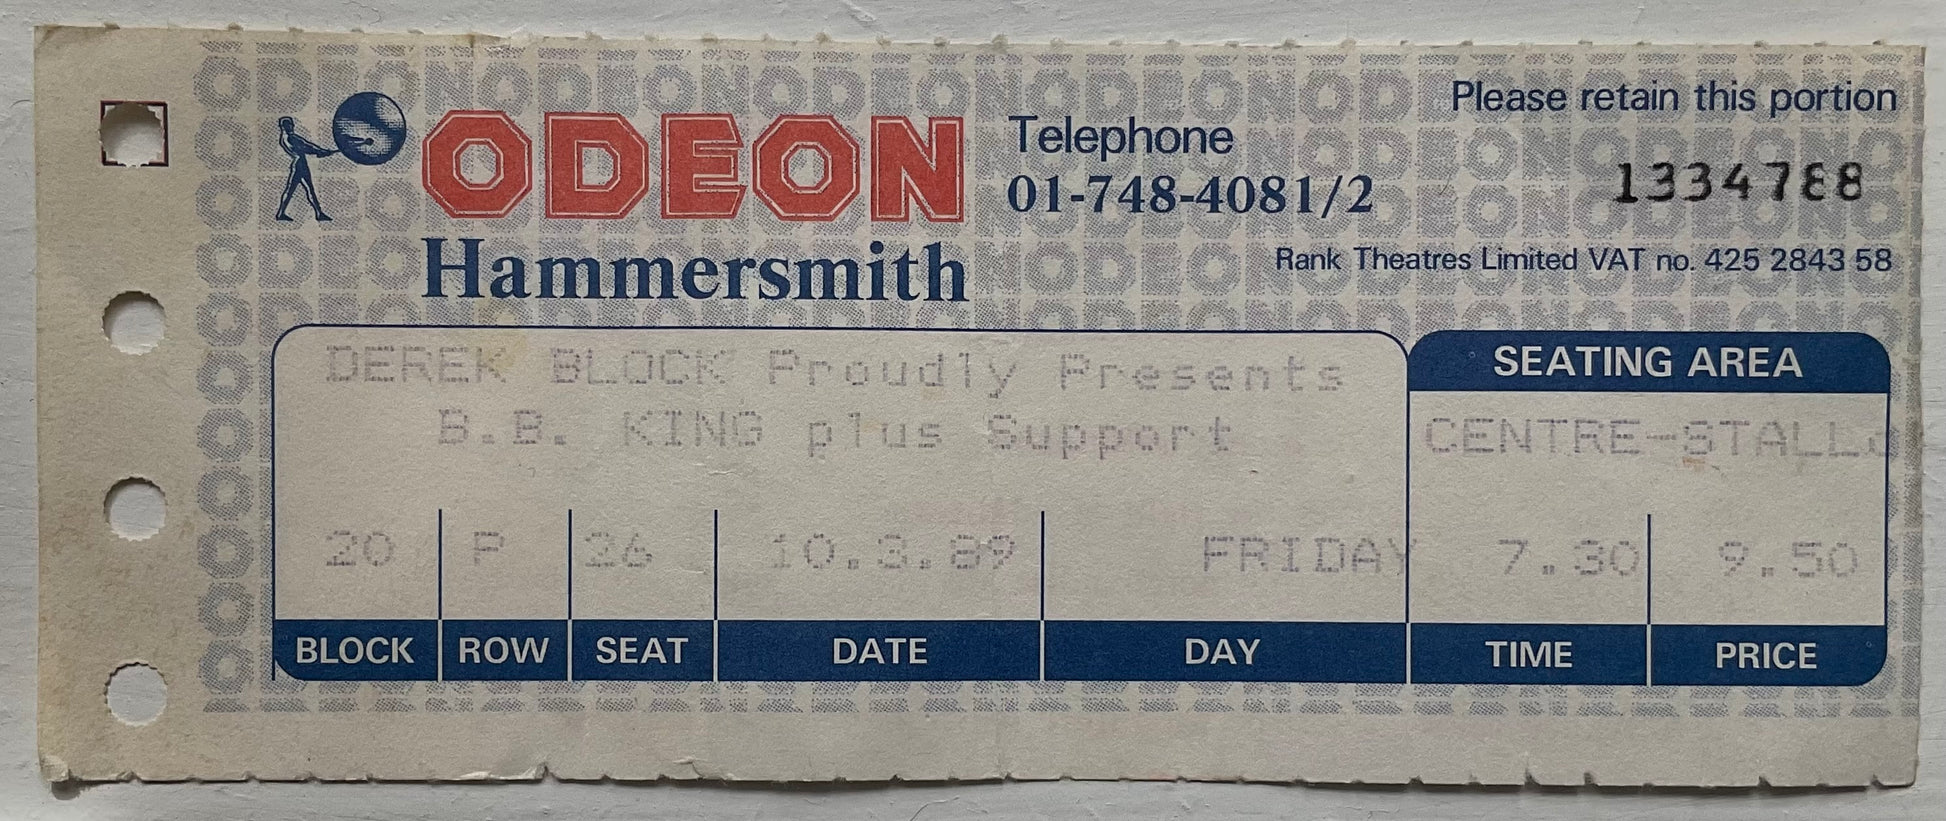 ODEON
Hammersmith
Telephone
01-748-4081/2
Please retain this portion
1334788
Rank Theatres Limited VAT no. 425 2843 58
DEREK BLOCK Proudly Presents
B.B. KING plus Support
SEATING AREA
CENTRE-STALLS
20 P 26 10.3.89 FRIDAY 7.30 9.50
BLOCK ROW SEAT DATE DAY TIME PRICE